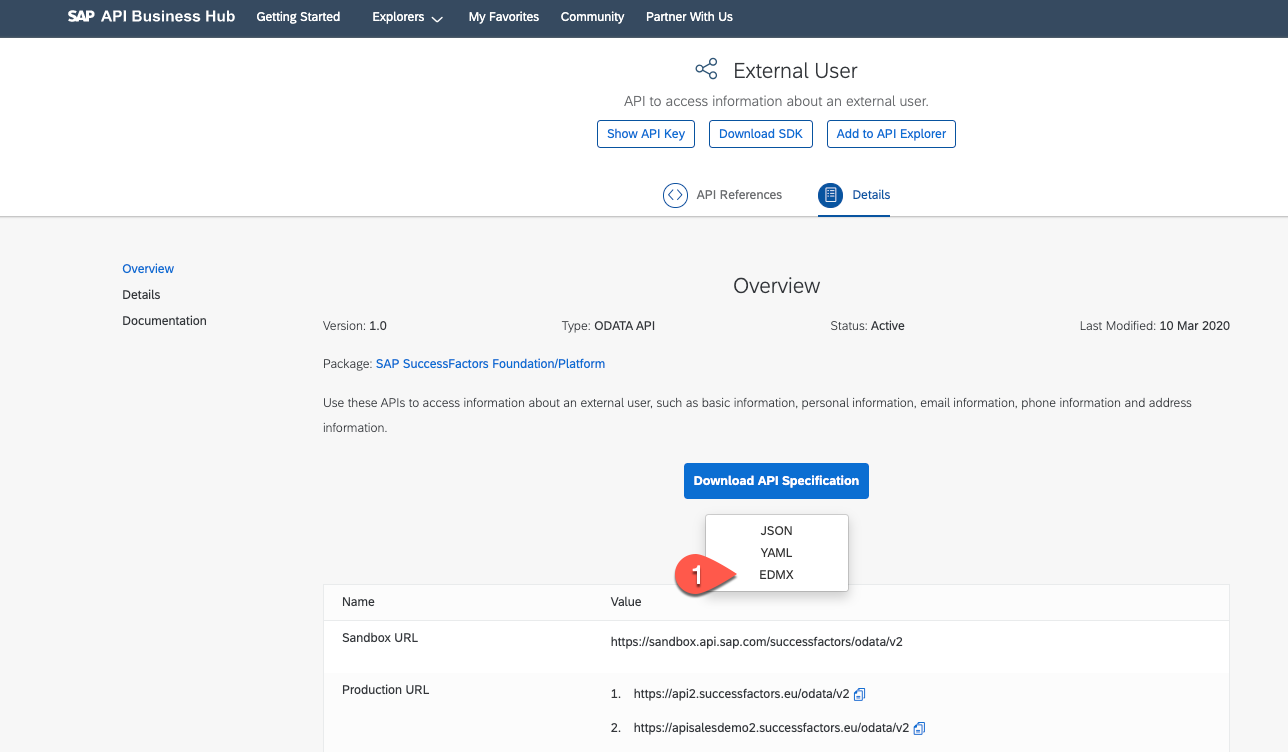 SAP API Business Hub Getting Started Explorers My Favorites Community Partner With Us
External User
API to access information about an external user.
Show API Key Download SDK Add to API Explorer
API References Details
Overview
Details
Documentation
Overview
Version: 1.0 Type: ODATA API Status: Active Last Modified: 10 Mar 2020
Package: SAP SuccessFactors Foundation/Platform
Use these APIs to access information about an external user, such as basic information, personal information, email information, phone information and address
information.
Download API Specification
JSON
YAML
1 EDMX
Name Value
Sandbox URL https://sandbox.api.sap.com/successfactors/odata/v2
Production URL 1. https://api2.successfactors.eu/odata/v2
2. https://apisalesdemo2.successfactors.eu/odata/v2